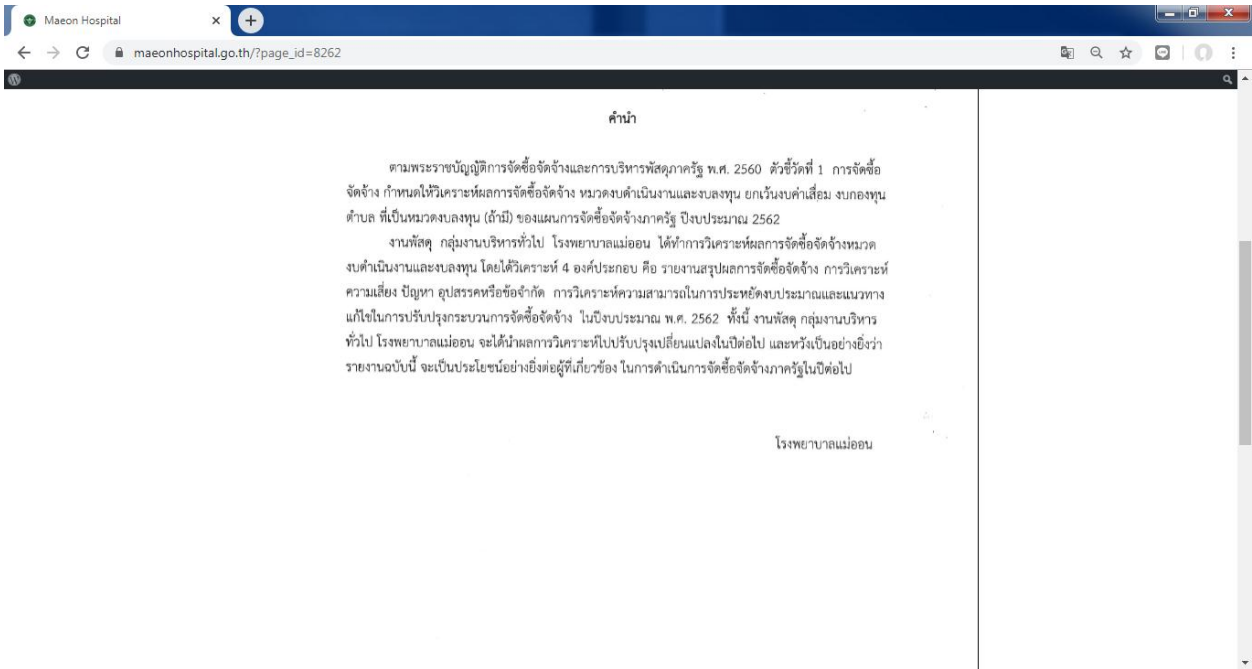 Maeon Hospital
maeonhospital.go.th/?page_id=8262
คำนำ
ตามพระราชบัญญัติการจัดซื้อจัดจ้างและการบริหารพัสดุภาครัฐ พ.ศ. 2560 ตัวชี้วัดที่ 1 การจัดซื้อ
จัดจ้าง กำหนดให้วิเคราะห์ผลการจัดซื้อจัดจ้าง หมวดงบดำเนินงานและงบลงทุน ยกเว้นงบค่าเสื่อม งบกองทุน
ตำบล ที่เป็นหมวดงบลงทุน (ถ้ามี) ของแผนการจัดซื้อจัดจ้างภาครัฐ ปีงบประมาณ 2562
งานพัสดุ กลุ่มงานบริหารทั่วไป โรงพยาบาลแม่ออน ได้ทำการวิเคราะห์ผลการจัดซื้อจัดจ้างหมวด
งบดำเนินงานและงบลงทุน โดยได้วิเคราะห์ 4 องค์ประกอบ คือ รายงานสรุปผลการจัดซื้อจัดจ้าง การวิเคราะห์
ความเสี่ยง ปัญหา อุปสรรคหรือข้อจำกัด การวิเคราะห์ความสามารถในการประหยัดงบประมาณและแนวทาง
แก้ไขในการปรับปรุงกระบวนการจัดซื้อจัดจ้าง ในปีงบประมาณ พ.ศ. 2562 ทั้งนี้ งานพัสดุ กลุ่มงานบริหาร
ทั่วไป โรงพยาบาลแม่ออน จะได้นำผลการวิเคราะห์ไปปรับปรุงเปลี่ยนแปลงในปีต่อไป และหวังเป็นอย่างยิ่งว่า
รายงานฉบับนี้ จะเป็นประโยชน์อย่างยิ่งต่อผู้ที่เกี่ยวข้อง ในการดำเนินการจัดซื้อจัดจ้างภาครัฐในปีต่อไป
โรงพยาบาลแม่ออน